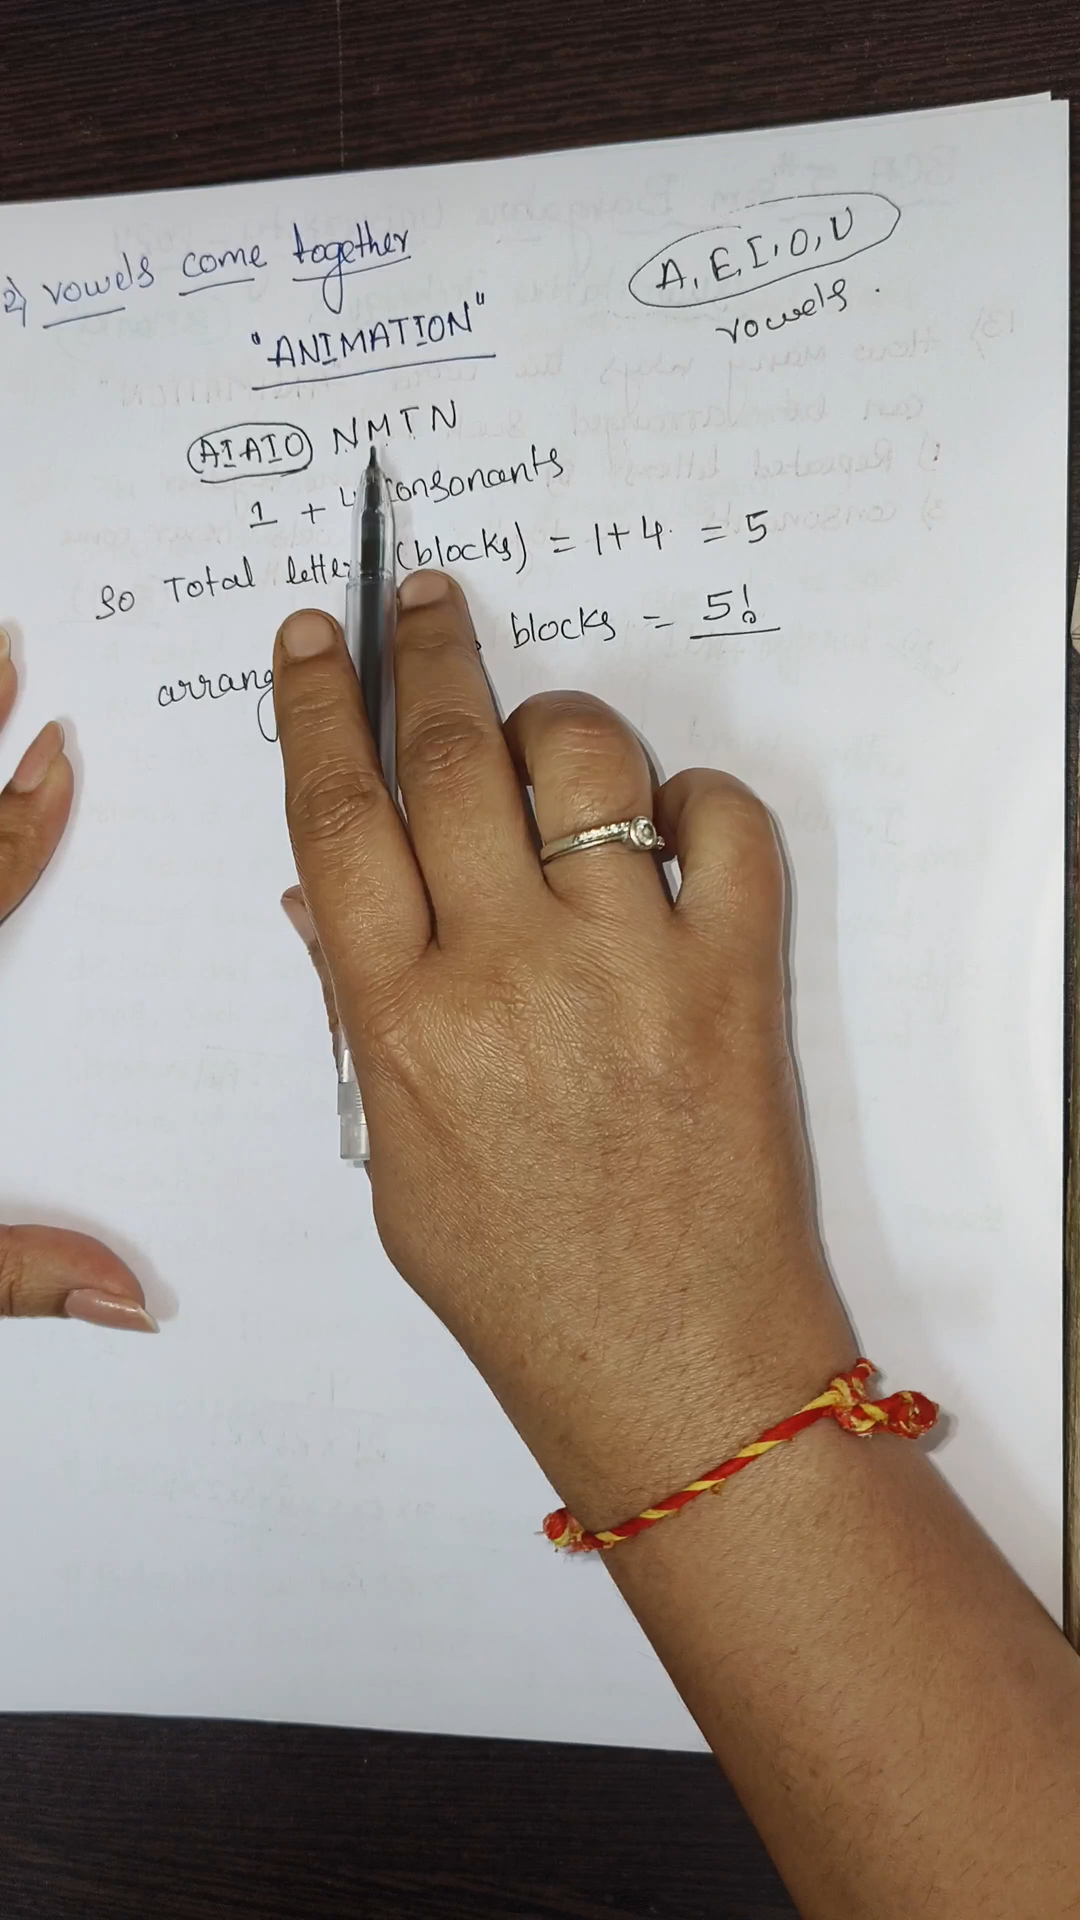 2) vowels come together
"ANIMATION"
A, E, I, O, U
vowels.
AIAIO NMTN
1 + 4 consonants
So Total letters (blocks) = 1+4 = 5
blocks = 5!